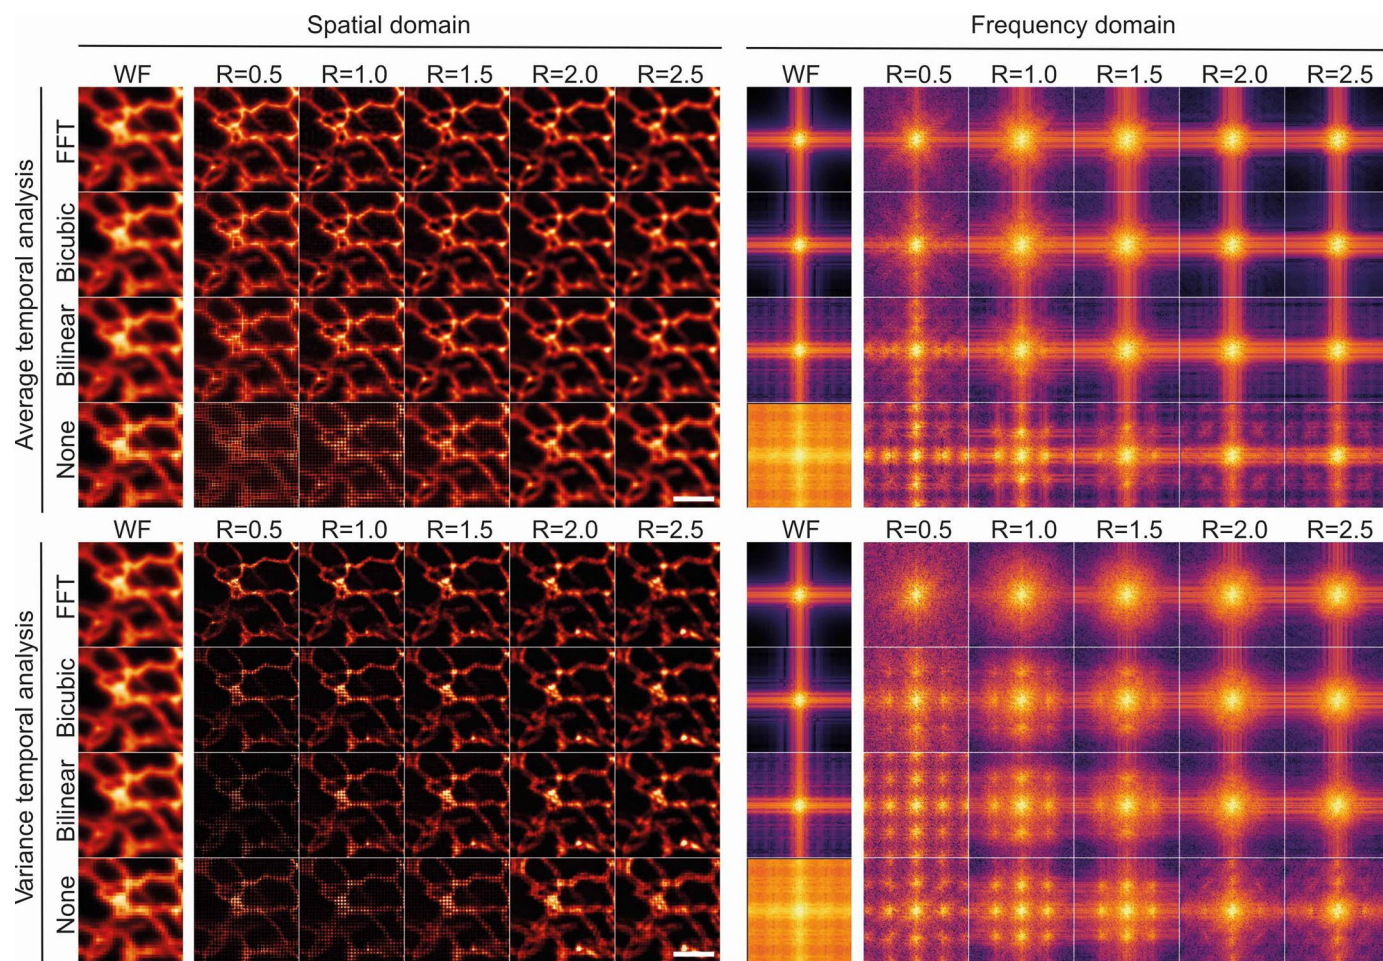 Spatial domain Frequency domain
WF R=0.5 R=1.0 R=1.5 R=2.0 R=2.5 WF R=0.5 R=1.0 R=1.5 R=2.0 R=2.5
Average temporal analysis
FFT
Bicubic
Bilinear
None
WF R=0.5 R=1.0 R=1.5 R=2.0 R=2.5 WF R=0.5 R=1.0 R=1.5 R=2.0 R=2.5
Variance temporal analysis
FFT
Bicubic
Bilinear
None